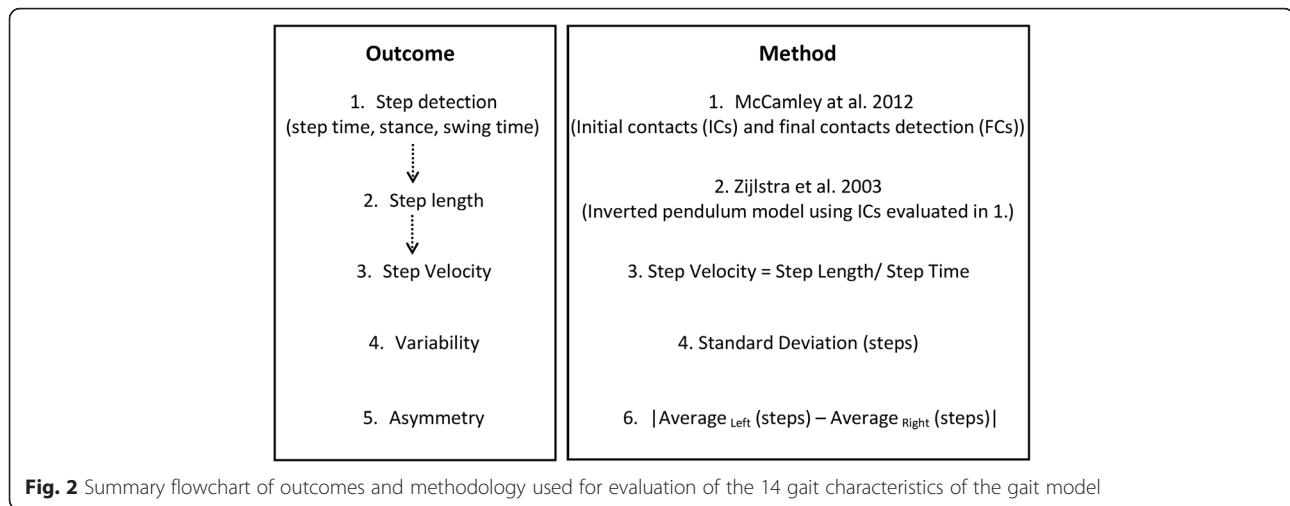 Outcome
1. Step detection
(step time, stance, swing time)
2. Step length
3. Step Velocity
4. Variability
5. Asymmetry
Method
1. McCamley at al. 2012
(Initial contacts (ICs) and final contacts detection (FCs))
2. Zijlstra et al. 2003
(Inverted pendulum model using ICs evaluated in 1.)
3. Step Velocity = Step Length/ Step Time
4. Standard Deviation (steps)
6. |Average Left (steps) – Average Right (steps)|
Fig. 2 Summary flowchart of outcomes and methodology used for evaluation of the 14 gait characteristics of the gait model